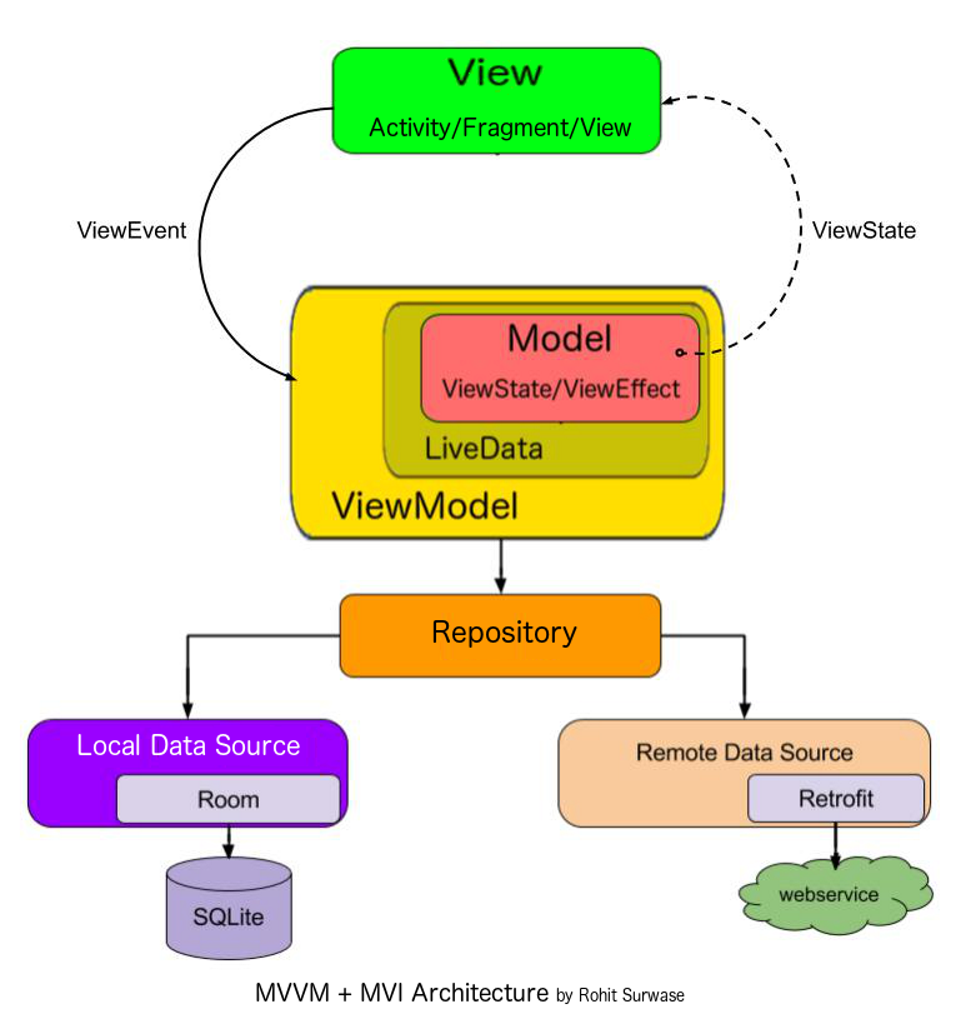 View
Activity/Fragment/View
ViewEvent
ViewState
Model
ViewState/ViewEffect
LiveData
ViewModel
Repository
Local Data Source
Room
SQLite
Remote Data Source
Retrofit
webservice
MVVM + MVI Architecture by Rohit Surwase